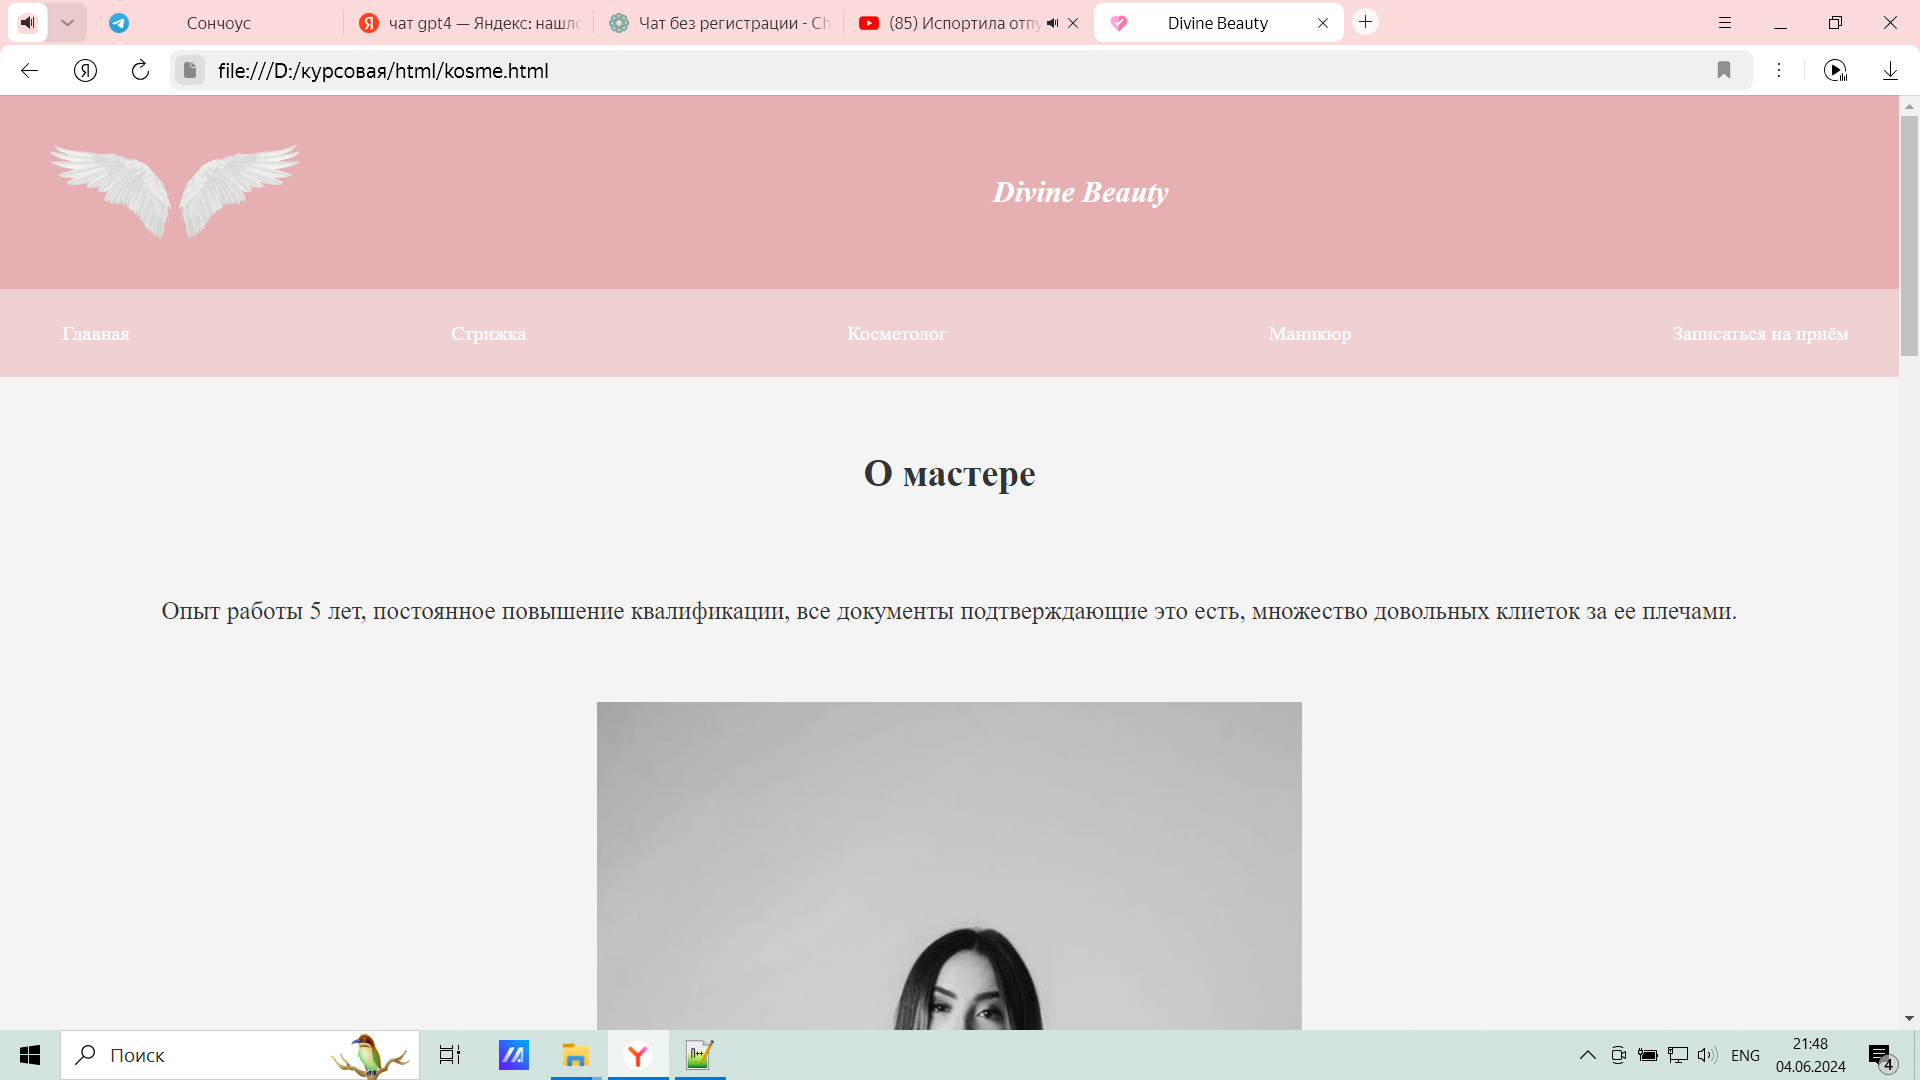 Сончоус
чат gpt4 — Яндекс: нашло
Чат без регистрации - Ch
(85) Испортила отпу
Divine Beauty
file:///D:/курсовая/html/kosme.html
Divine Beauty
Главная
Стрижка
Косметолог
Маникюр
Записаться на приём
О мастере
Опыт работы 5 лет, постоянное повышение квалификации, все документы подтверждающие это есть, множество довольных клиеток за ее плечами.
Поиск
ENG
21:48
04.06.2024
4